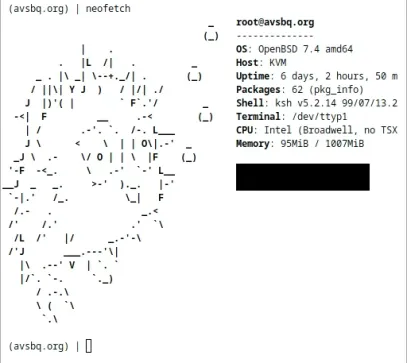 (avsbq.org) | neofetch
root@avsbq.org
--------------
OS: OpenBSD 7.4 amd64
Host: KVM
Uptime: 6 days, 2 hours, 50 m
Packages: 62 (pkg_info)
Shell: ksh v5.2.14 99/07/13.2
Terminal: /dev/ttyp1
CPU: Intel (Broadwell, no TSX
Memory: 95MiB / 1007MiB
(avsbq.org) |